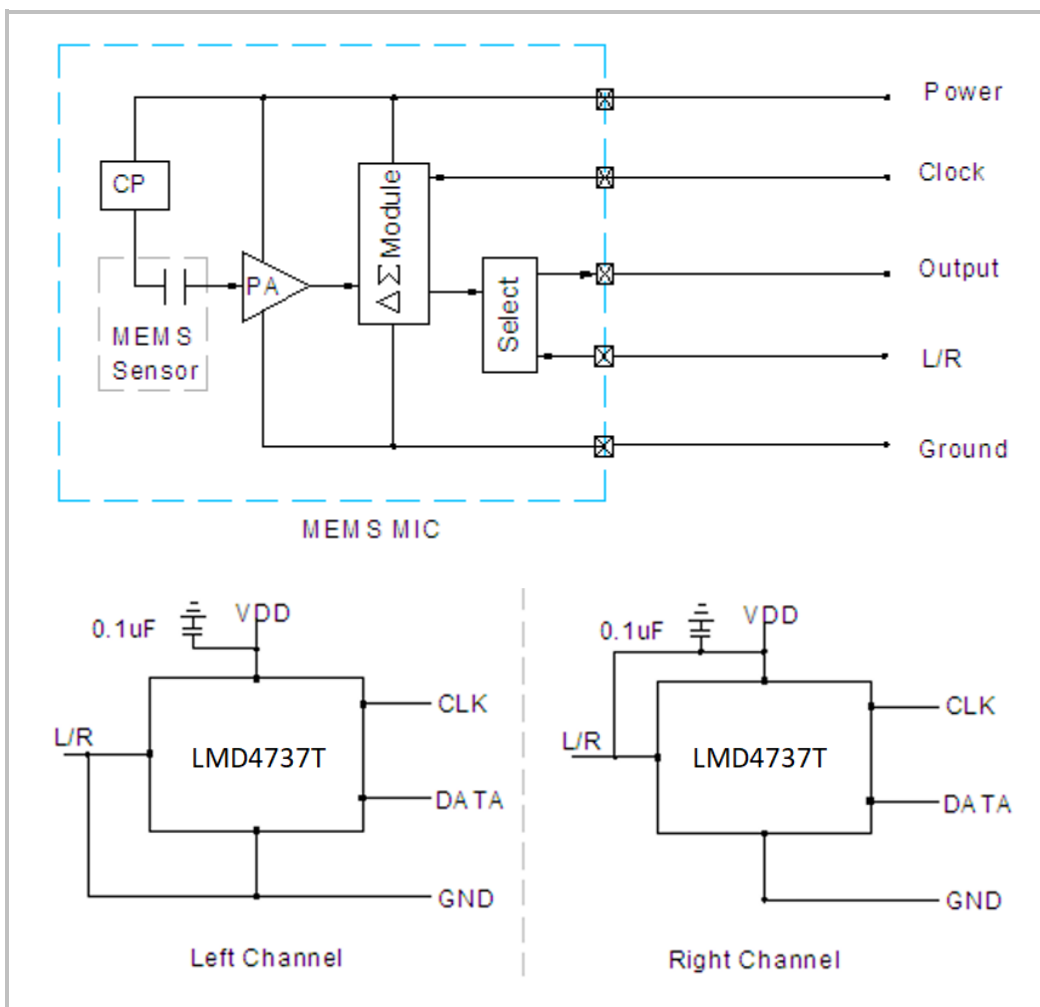 Power
CP
Clock
ΔΣ Module
PA
Output
MEMS
Sensor
Select
L/R
Ground
MEMS MIC
0.1uF
VDD
L/R
LMD4737T
CLK
DATA
GND
Left Channel
0.1uF
VDD
L/R
LMD4737T
CLK
DATA
GND
Right Channel